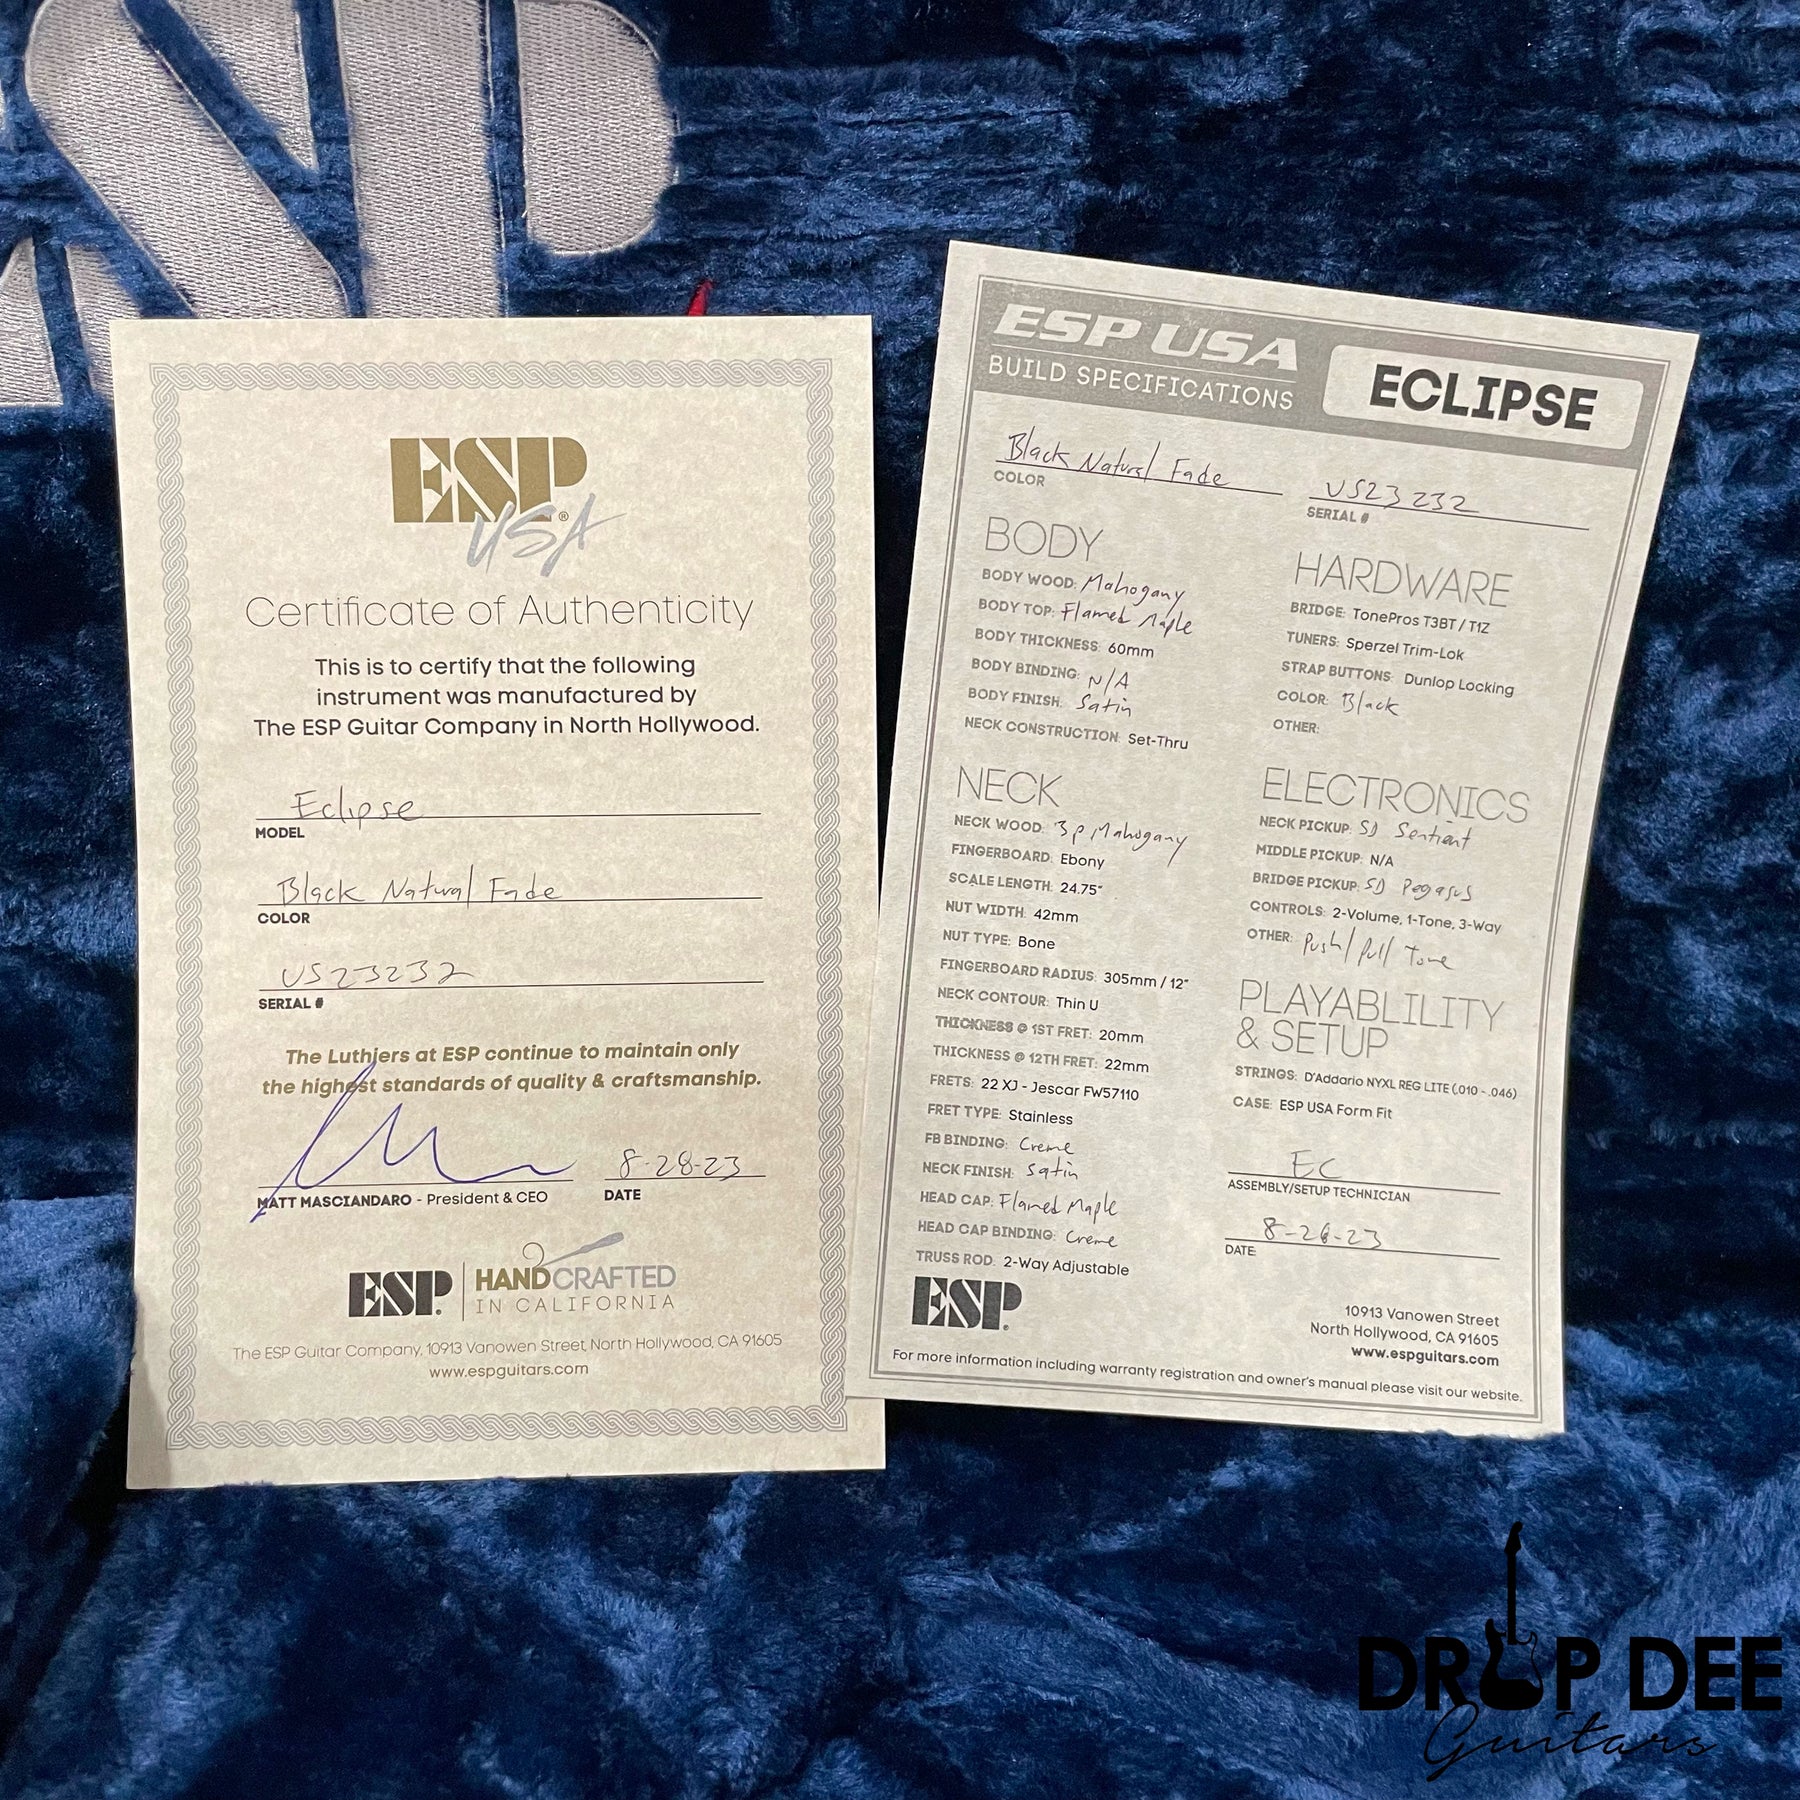 ESP
ESP
USA
®
Certificate of Authenticity
This is to certify that the following
instrument was manufactured by
The ESP Guitar Company in North Hollywood.
Eclipse
MODEL
Black Natural Fade
COLOR
US23232
SERIAL #
The Luthiers at ESP continue to maintain only
the highest standards of quality & craftsmanship.
8-28-23
MATT MASCIANDARO - President & CEO
DATE
ESP.
HANDCRAFTED
IN CALIFORNIA
The ESP Guitar Company, 10913 Vanowen Street, North Hollywood, CA 91605
www.espguitars.com
ESP USA
BUILD SPECIFICATIONS
ECLIPSE
Black Natural Fade
COLOR
US23232
SERIAL #
BODY
BODY WOOD: Mahogany
BODY TOP: Flamed Maple
BODY THICKNESS: 60mm
BODY BINDING: N/A
BODY FINISH: Satin
NECK CONSTRUCTION: Set-Thru
NECK
NECK WOOD: 3p Mahogany
FINGERBOARD: Ebony
SCALE LENGTH: 24.75"
NUT WIDTH: 42mm
NUT TYPE: Bone
FINGERBOARD RADIUS: 305mm / 12"
NECK CONTOUR: Thin U
THICKNESS @ 1ST FRET: 20mm
THICKNESS @ 12TH FRET: 22mm
FRETS: 22 XJ - Jescar FW57110
FRET TYPE: Stainless
FB BINDING: Creme
NECK FINISH: Satin
HEAD CAP: Flamed Maple
HEAD CAP BINDING: Creme
TRUSS ROD: 2-Way Adjustable
HARDWARE
BRIDGE: TonePros T3BT / T1Z
TUNERS: Sperzel Trim-Lok
STRAP BUTTONS: Dunlop Locking
COLOR: Black
OTHER:
ELECTRONICS
NECK PICKUP: SD Sentient
MIDDLE PICKUP: N/A
BRIDGE PICKUP: SD Pegasus
CONTROLS: 2-Volume, 1-Tone, 3-Way
OTHER: Push/Pull Tone
PLAYABLILITY
& SETUP
STRINGS: D'Addario NYXL REG LITE (.010 - .046)
CASE: ESP USA Form Fit
EC
ASSEMBLY/SETUP TECHNICIAN
8-28-23
DATE
ESP.
10913 Vanowen Street
North Hollywood, CA 91605
www.espguitars.com
For more information including warranty registration and owner's manual please visit our website.
DROP DEE
Guitars